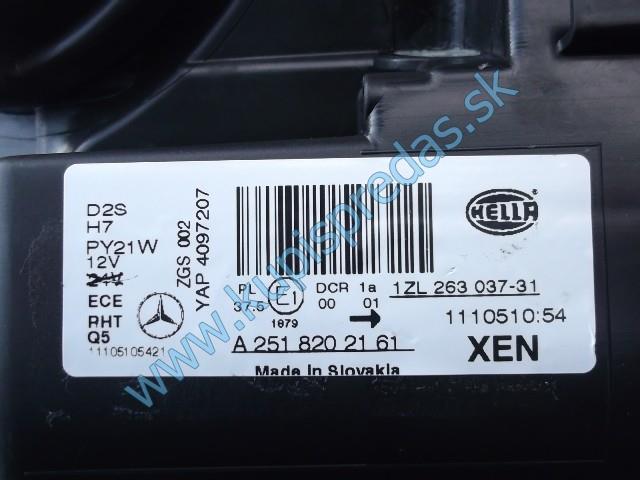 D2S
H7
PY21W
12V
24V
ECE
RHT
Q5
11105105421
ZGS 002
YAP 4097207
PL E1 DCR 1a
37.5 00 01
1879
A 251 820 21 61
Made in Slovakia
HELLA
1ZL 263 037-31
1110510:54
XEN
www.kupispredas.sk